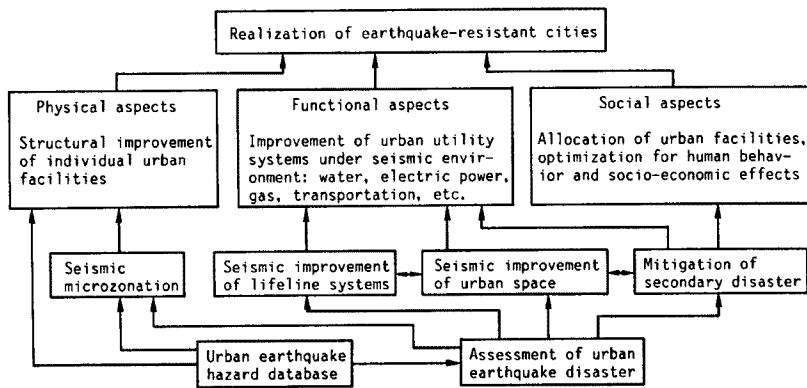 Realization of earthquake-resistant cities
Physical aspects
Structural improvement
of individual urban
facilities
Functional aspects
Improvement of urban utility
systems under seismic envir-
onment: water, electric power,
gas, transportation, etc.
Social aspects
Allocation of urban facilities,
optimization for human behav-
ior and socio-economic effects
Seismic
microzonation
Seismic improvement
of lifeline systems
Seismic improvement
of urban space
Mitigation of
secondary disaster
Urban earthquake
hazard database
Assessment of urban
earthquake disaster